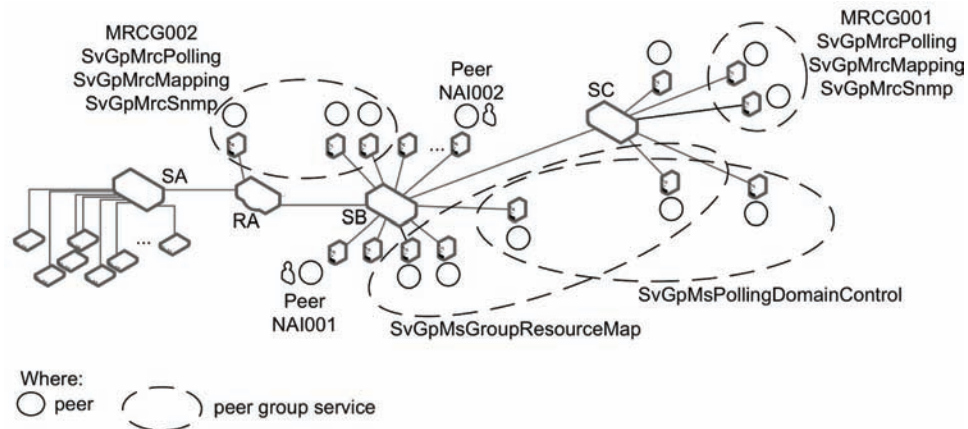 MRCG002
SvGpMrcPolling
SvGpMrcMapping
SvGpMrcSnmp
Peer
NAI002
MRCG001
SvGpMrcPolling
SvGpMrcMapping
SvGpMrcSnmp
SC
SA
RA
SB
...
...
Peer
NAI001
SvGpMsPollingDomainControl
SvGpMsGroupResourceMap
Where:
peer
peer group service